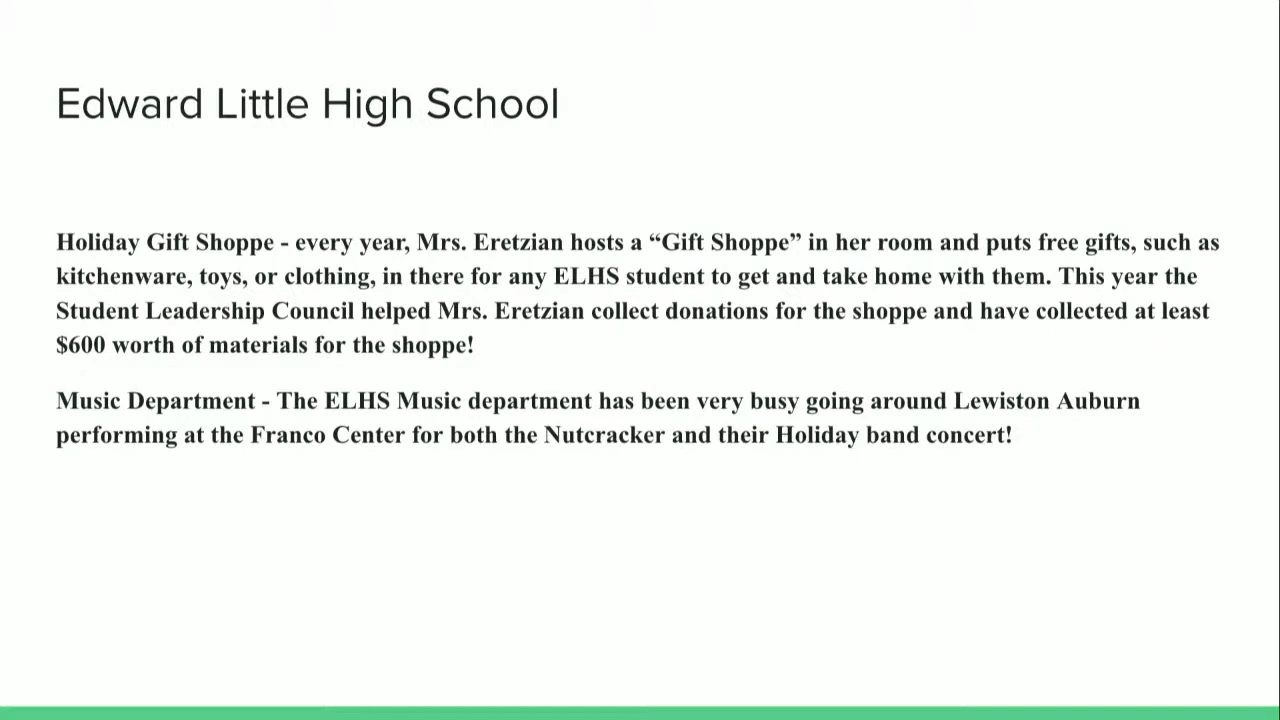 Edward Little High School
Holiday Gift Shoppe - every year, Mrs. Eretzian hosts a “Gift Shoppe” in her room and puts free gifts, such as
kitchenware, toys, or clothing, in there for any ELHS student to get and take home with them. This year the
Student Leadership Council helped Mrs. Eretzian collect donations for the shoppe and have collected at least
$600 worth of materials for the shoppe!
Music Department - The ELHS Music department has been very busy going around Lewiston Auburn
performing at the Franco Center for both the Nutcracker and their Holiday band concert!